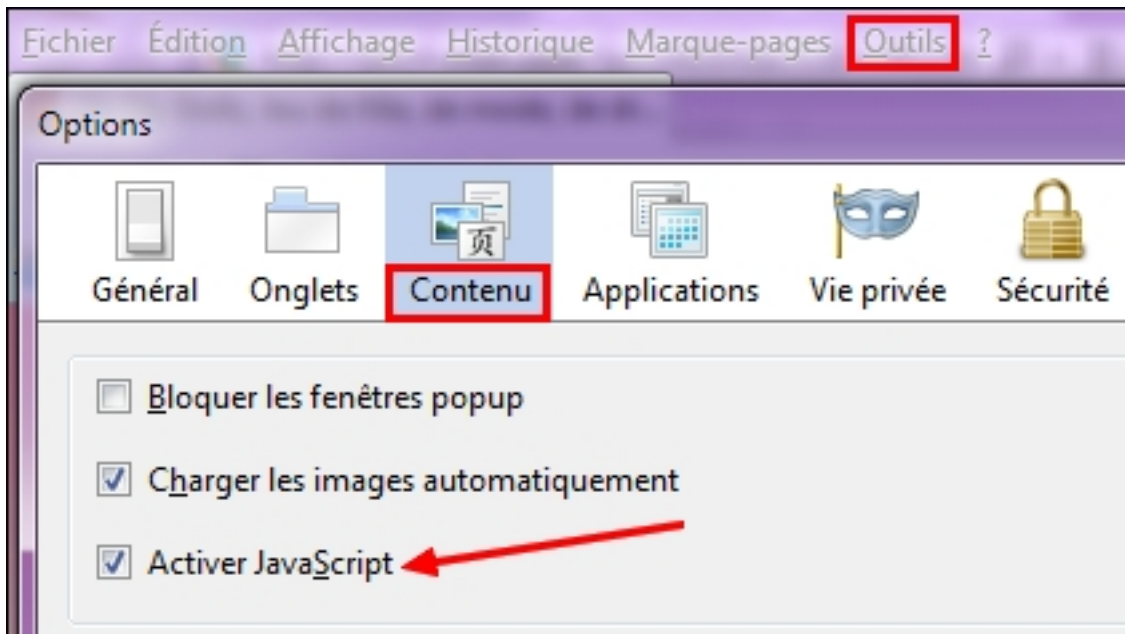 Fichier Édition Affichage Historique Marque-pages Outils ?
Options
页
Général Onglets Contenu Applications Vie privée Sécurité
Bloquer les fenêtres popup
Charger les images automatiquement
Activer JavaScript